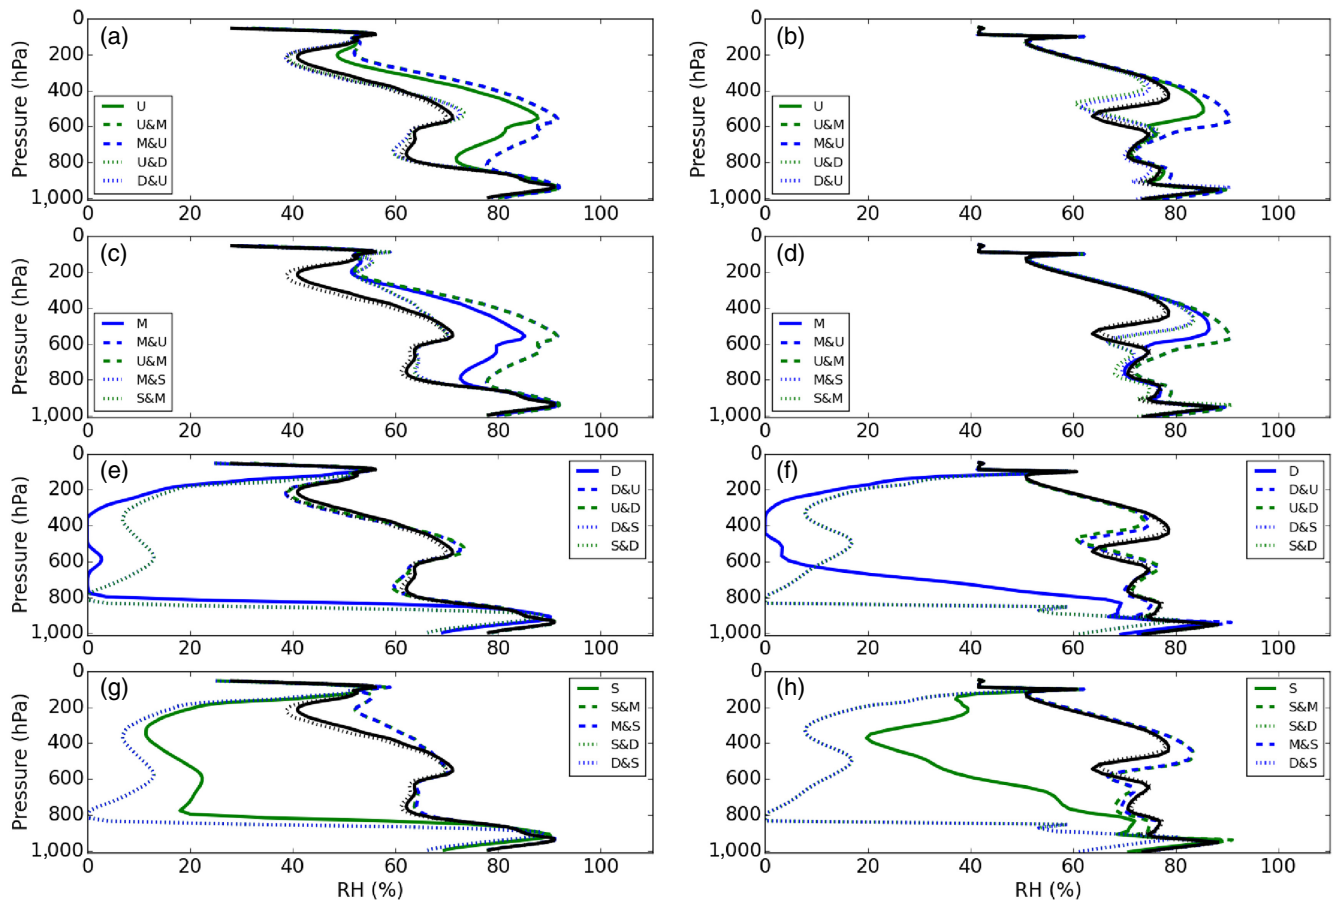 (a)
Pressure (hPa)
0
200
400
600
800
1,000
0 20 40 60 80 100
U
U&M
M&U
U&D
D&U
(b)
Pressure (hPa)
0
200
400
600
800
1,000
0 20 40 60 80 100
U
U&M
M&U
U&D
D&U
(c)
Pressure (hPa)
0
200
400
600
800
1,000
0 20 40 60 80 100
M
M&U
U&M
M&S
S&M
(d)
Pressure (hPa)
0
200
400
600
800
1,000
0 20 40 60 80 100
M
M&U
U&M
M&S
S&M
(e)
Pressure (hPa)
0
200
400
600
800
1,000
0 20 40 60 80 100
D
D&U
U&D
D&S
S&D
(f)
Pressure (hPa)
0
200
400
600
800
1,000
0 20 40 60 80 100
D
D&U
U&D
D&S
S&D
(g)
Pressure (hPa)
0
200
400
600
800
1,000
0 20 40 60 80 100
RH (%)
S
S&M
M&S
S&D
D&S
(h)
Pressure (hPa)
0
200
400
600
800
1,000
0 20 40 60 80 100
RH (%)
S
S&M
S&D
M&S
D&S